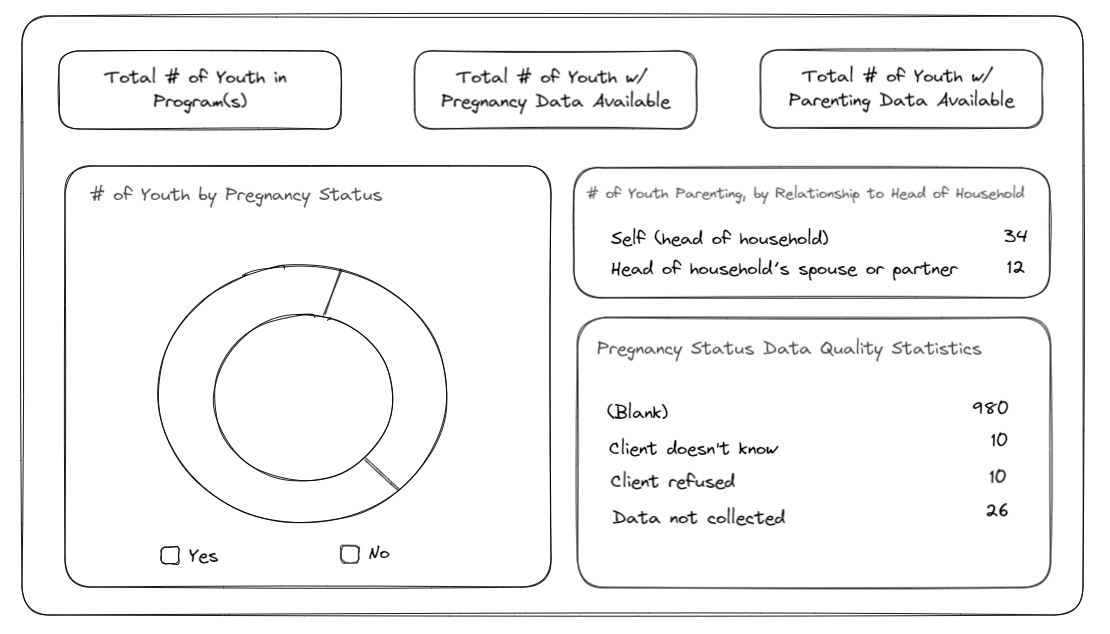 Total # of Youth in
Program(s)
Total # of Youth w/
Pregnancy Data Available
Total # of Youth w/
Parenting Data Available
# of Youth by Pregnancy Status
Yes
No
# of Youth Parenting, by Relationship to Head of Household
Self (head of household) 34
Head of household's spouse or partner 12
Pregnancy Status Data Quality Statistics
(Blank) 980
Client doesn't know 10
Client refused 10
Data not collected 26